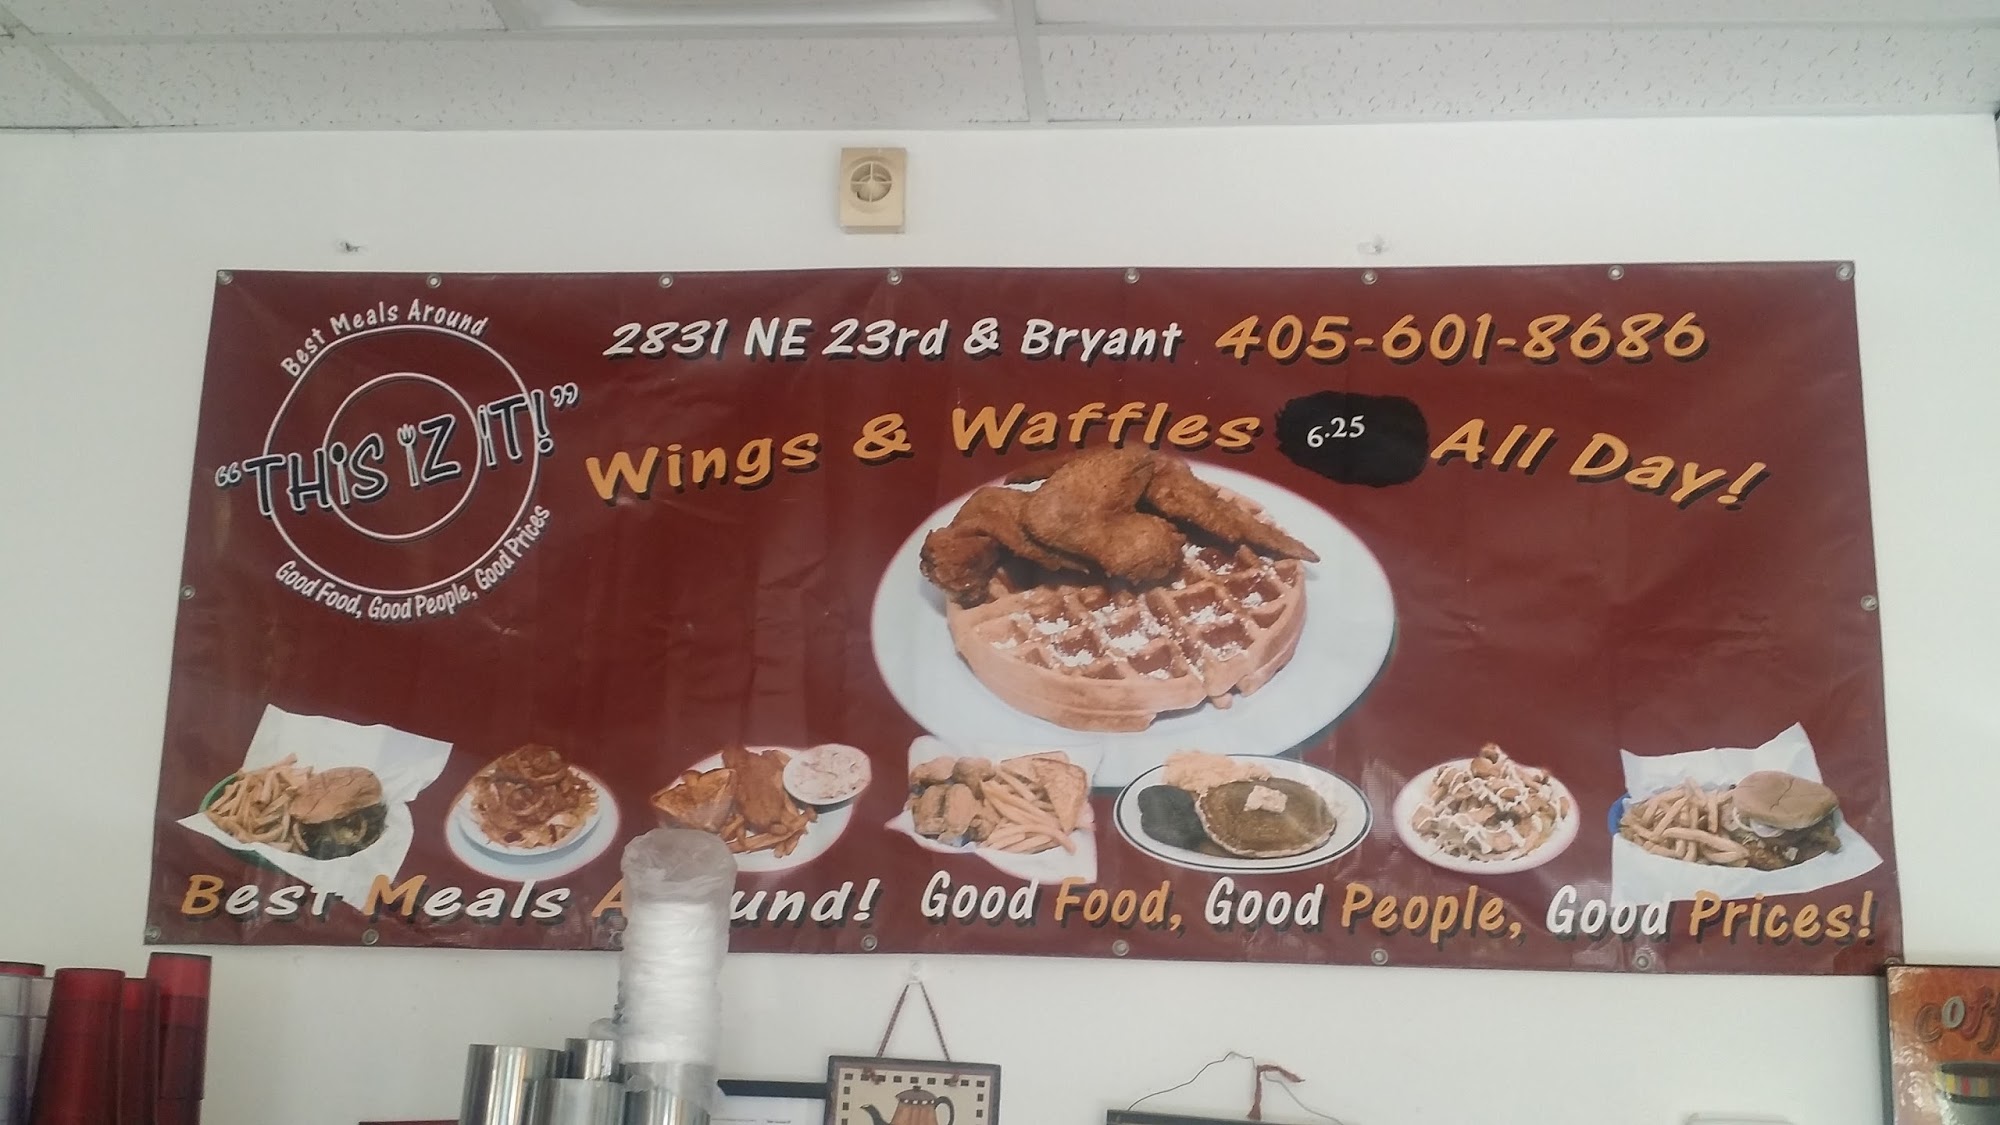 Best Meals Around
"THiS iZ iT!"
Good Food, Good People, Good Prices
2831 NE 23rd & Bryant 405-601-8686
Wings & Waffles 6.25 All Day!
Best Meals Good Food, Good People, Good Prices!